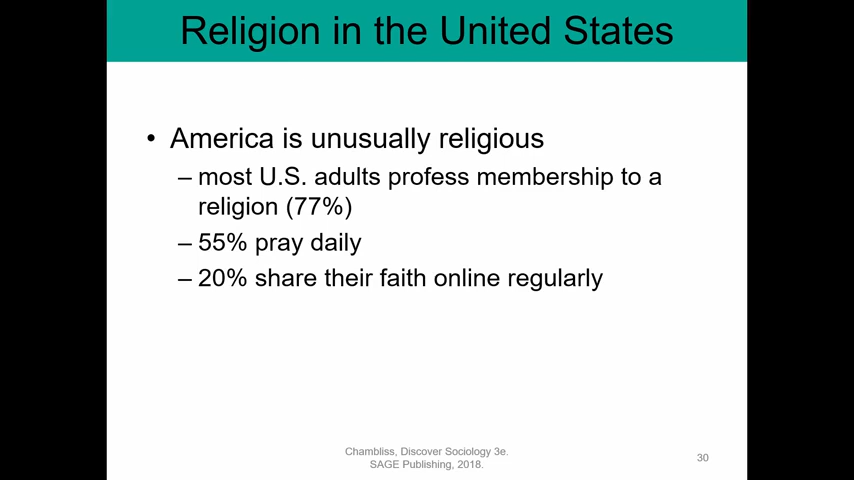 Religion in the United States
• America is unusually religious
– most U.S. adults profess membership to a
religion (77%)
– 55% pray daily
– 20% share their faith online regularly
Chambliss, Discover Sociology 3e.
SAGE Publishing, 2018.
30